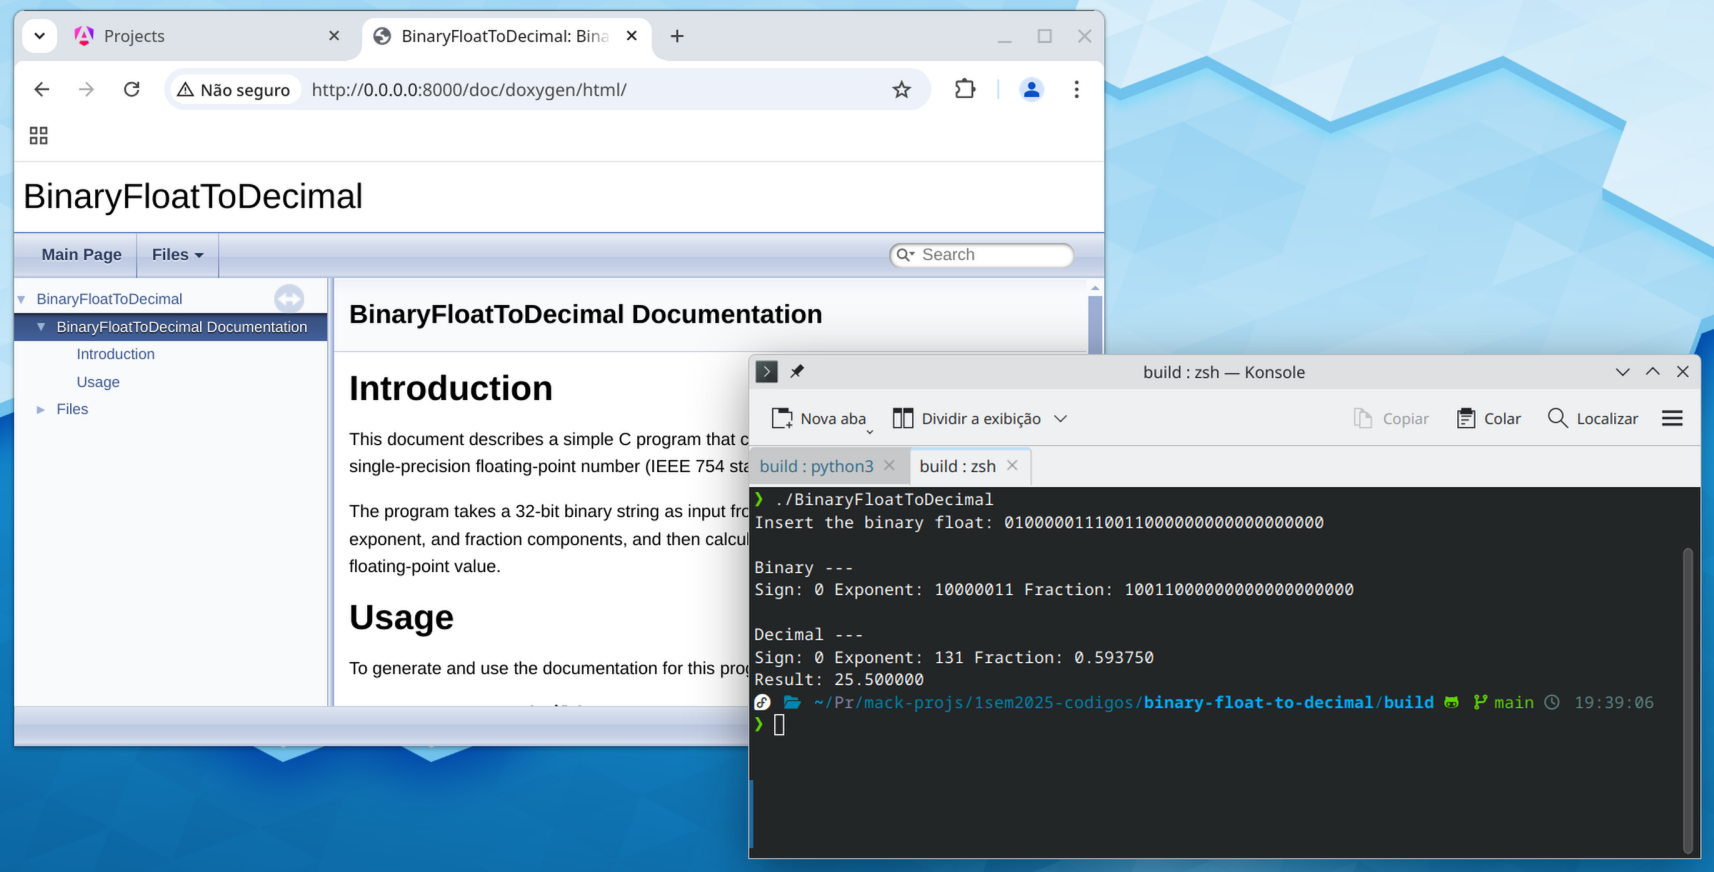 Projects
BinaryFloatToDecimal: Bina
Não seguro
http://0.0.0.0:8000/doc/doxygen/html/
BinaryFloatToDecimal
Main Page
Files
Search
BinaryFloatToDecimal
BinaryFloatToDecimal Documentation
Introduction
Usage
Files
BinaryFloatToDecimal Documentation
Introduction
This document describes a simple C program that c
single-precision floating-point number (IEEE 754 sta
The program takes a 32-bit binary string as input fro
exponent, and fraction components, and then calcul
floating-point value.
Usage
To generate and use the documentation for this prog
build : zsh — Konsole
Nova aba
Dividir a exibição
Copiar
Colar
Localizar
build : python3
build : zsh
❯ ./BinaryFloatToDecimal
Insert the binary float: 01000001110011000000000000000000
Binary ---
Sign: 0 Exponent: 10000011 Fraction: 10011000000000000000000
Decimal ---
Sign: 0 Exponent: 131 Fraction: 0.593750
Result: 25.500000
~/Pr/mack-projs/1sem2025-codigos/binary-float-to-decimal/build main 19:39:06
❯